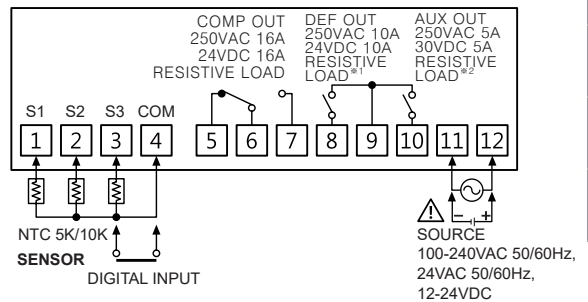 COMP OUT
250VAC 16A
24VDC 16A
RESISTIVE LOAD
DEF OUT
250VAC 10A
24VDC 10A
RESISTIVE
LOAD※1
AUX OUT
250VAC 5A
30VDC 5A
RESISTIVE
LOAD※2
S1 S2 S3 COM
1 2 3 4 5 6 7 8 9 10 11 12
NTC 5K/10K
SENSOR
DIGITAL INPUT
− +
SOURCE
100-240VAC 50/60Hz,
24VAC 50/60Hz,
12-24VDC